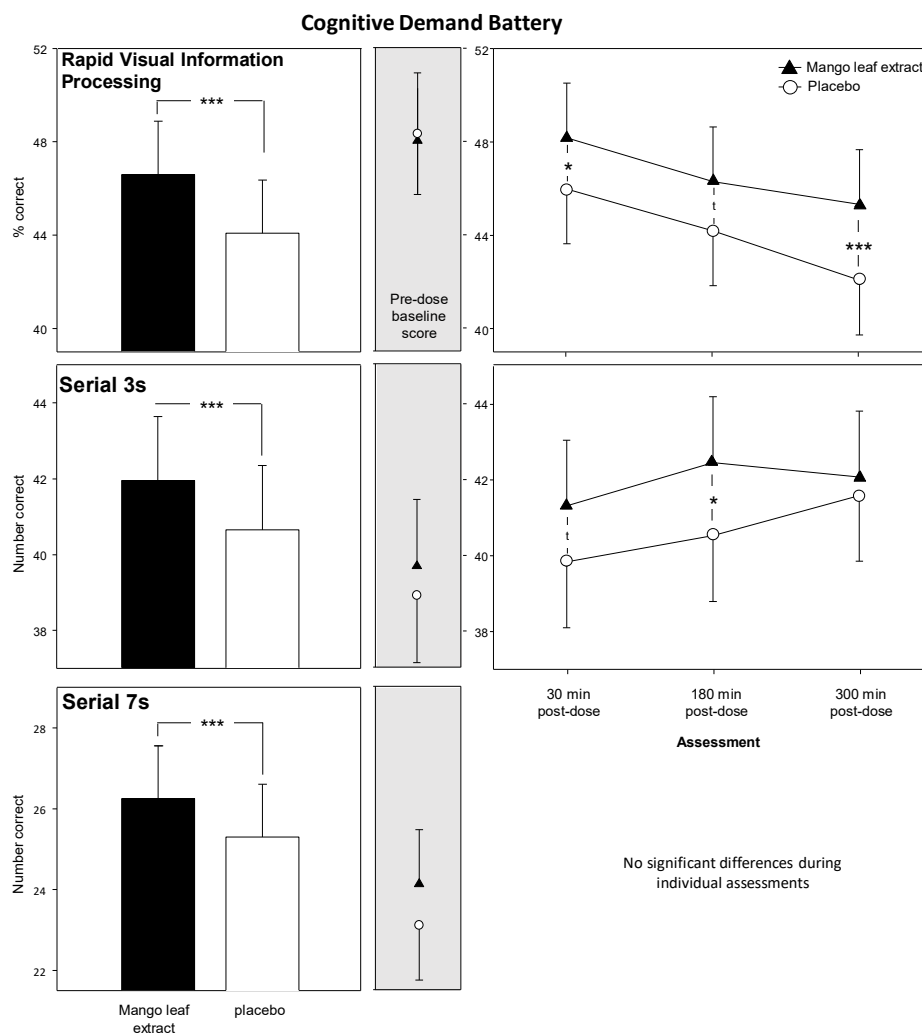 Cognitive Demand Battery
Rapid Visual Information
Processing
***
% correct
52
48
44
40
Pre-dose
baseline
score
52
48
44
40
Mango leaf extract
Placebo
*
t
***
Serial 3s
***
Number correct
44
42
40
38
44
42
40
38
t
*
30 min
post-dose
180 min
post-dose
300 min
post-dose
Assessment
Serial 7s
***
Number correct
28
26
24
22
Mango leaf
extract
placebo
No significant differences during
individual assessments